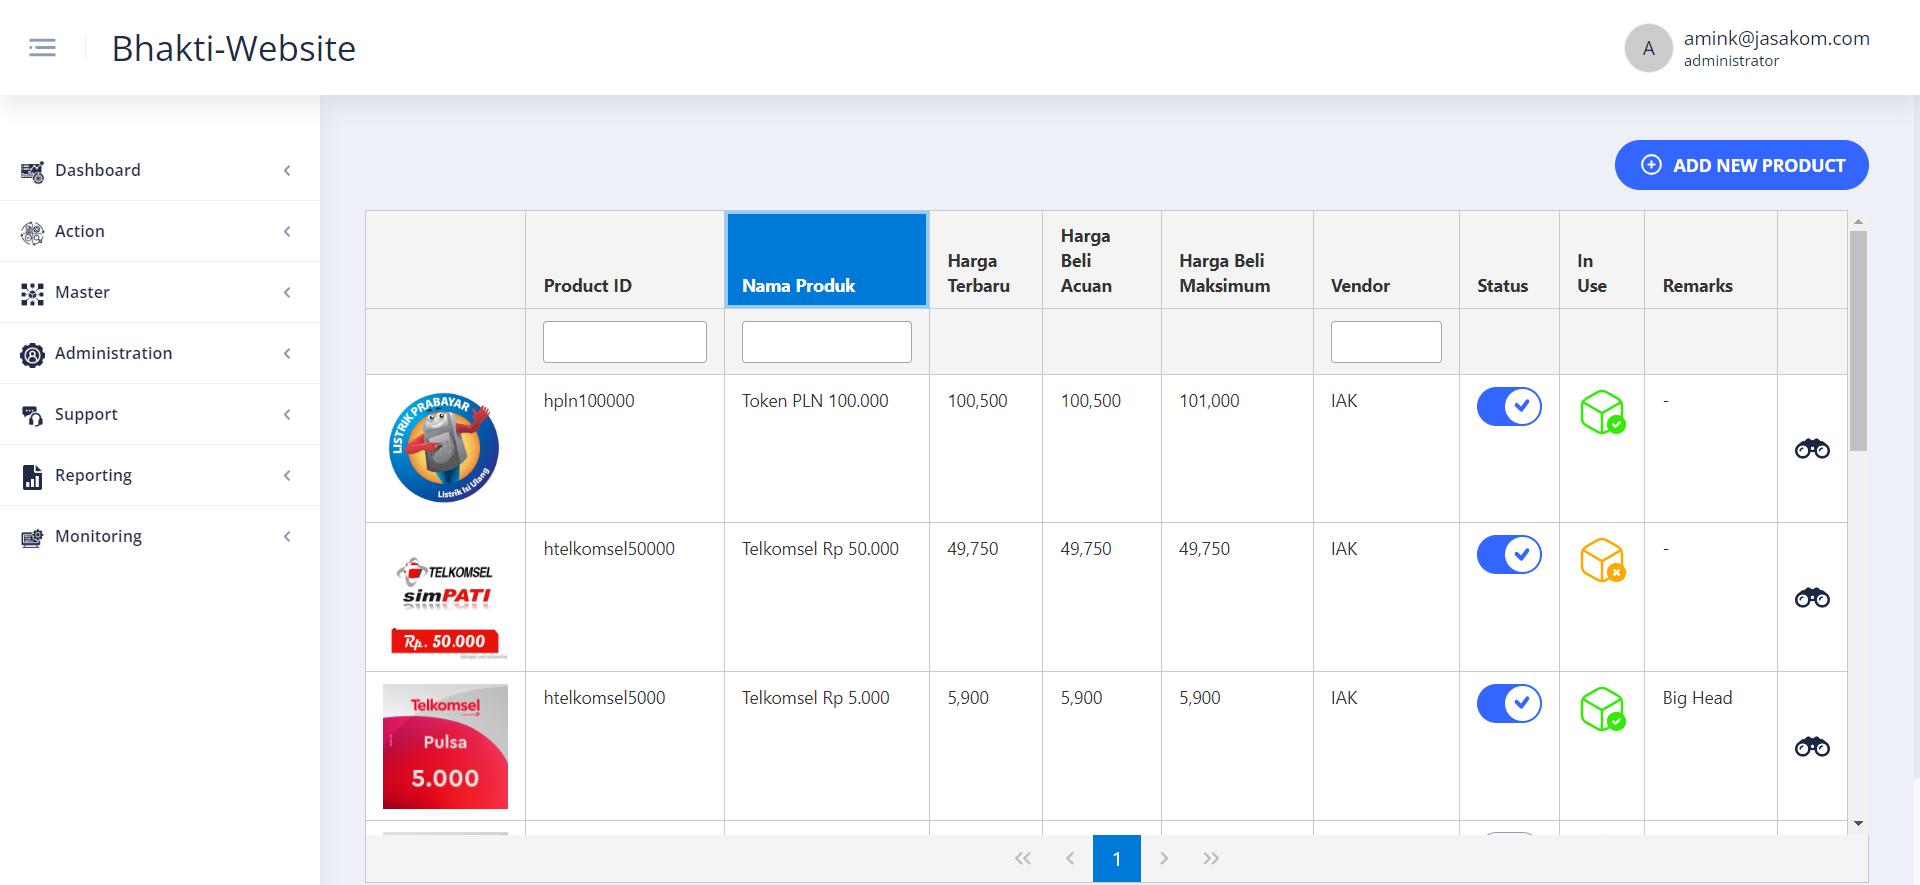 Bhakti-Website
A
amink@jasakom.com
administrator
Dashboard
Action
Master
Administration
Support
Reporting
Monitoring
ADD NEW PRODUCT
Product ID
Nama Produk
Harga
Terbaru
Harga
Beli
Acuan
Harga Beli
Maksimum
Vendor
Status
In
Use
Remarks
LISTRIK PRABAYAR
Listrik Isi Ulang
hpln100000
Token PLN 100.000
100,500
100,500
101,000
IAK
-
TELKOMSEL
simPATI
Rp. 50.000
htelkomsel50000
Telkomsel Rp 50.000
49,750
49,750
49,750
IAK
-
Telkomsel
Pulsa
5.000
htelkomsel5000
Telkomsel Rp 5.000
5,900
5,900
5,900
IAK
Big Head
1